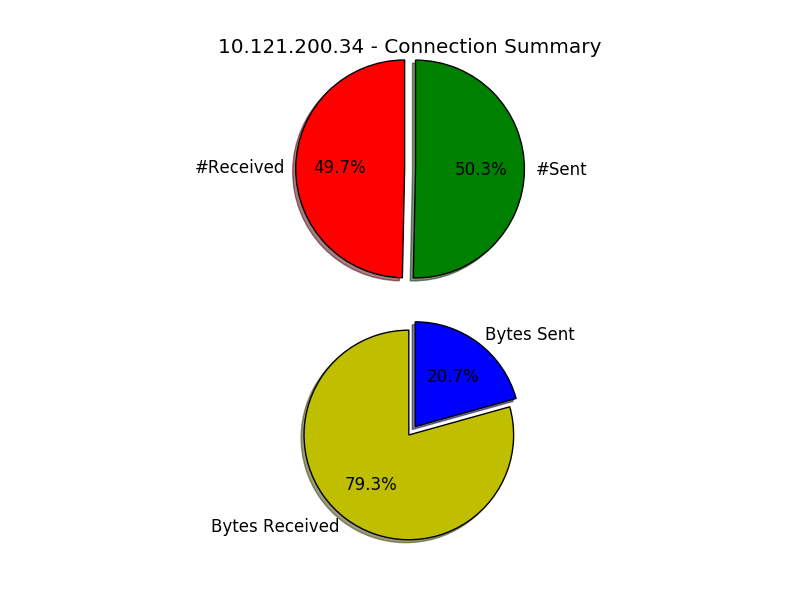 10.121.200.34 - Connection Summary
#Received
49.7%
50.3%
#Sent
Bytes Sent
20.7%
79.3%
Bytes Received